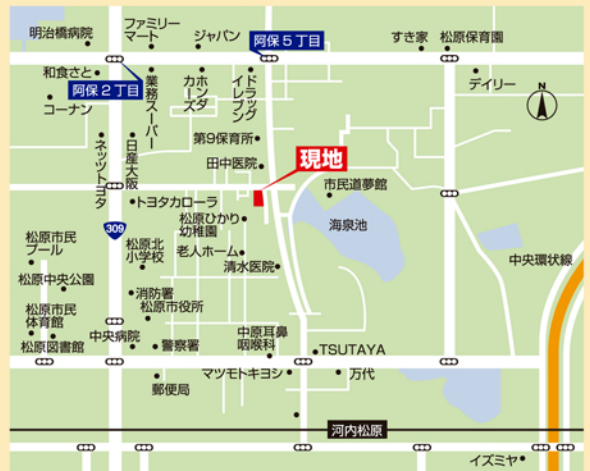 明治橋病院
ファミリー
マート
ジャパン
阿保5丁目
すき家
松原保育園
和食さと
阿保2丁目
業務スーパー
ホンダ
カーズ
ドラッグ
イレブン
デイリー
コーナン
N
ネッツトヨタ
日産大阪
第9保育所
田中医院
現地
市民道夢館
トヨタカローラ
松原ひかり
幼稚園
海泉池
309
松原市民
プール
松原北
小学校
老人ホーム
清水医院
中央環状線
松原中央公園
消防署
松原市役所
松原市民
体育館
松原図書館
中央病院
警察署
中原耳鼻
咽喉科
TSUTAYA
マツモトキヨシ
万代
郵便局
河内松原
イズミヤ